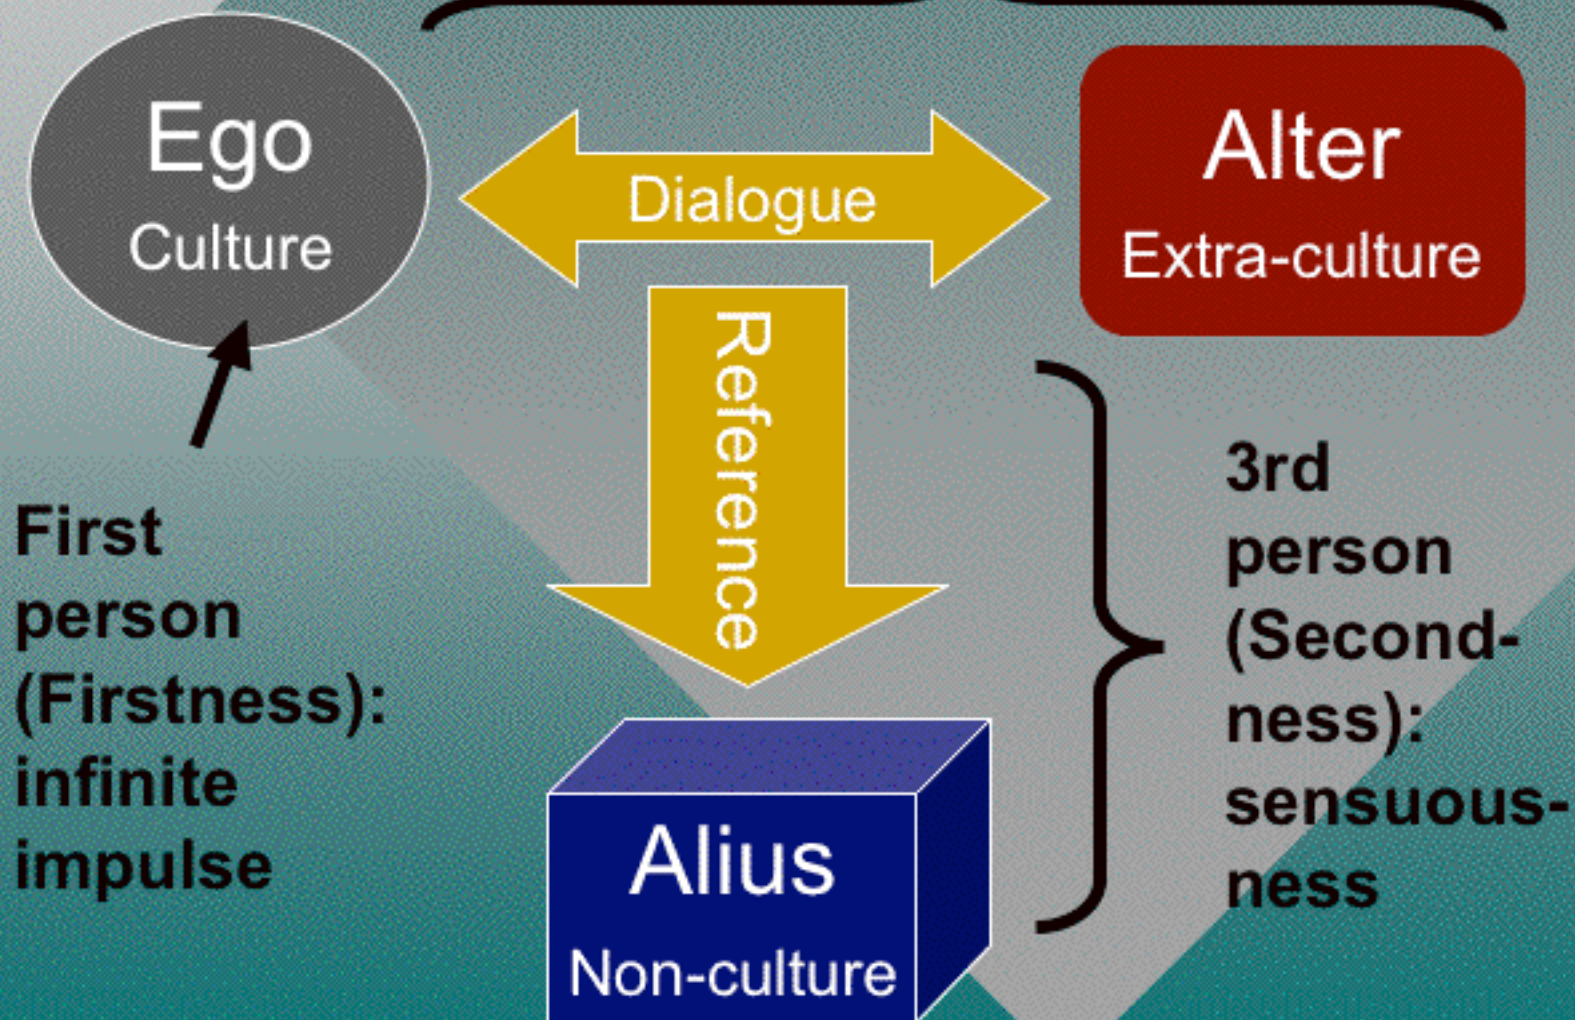 Ego
Culture
Dialogue
Alter
Extra-culture
Reference
First
person
(Firstness):
infinite
impulse
3rd
person
(Second-
ness):
sensuous-
ness
Alius
Non-culture